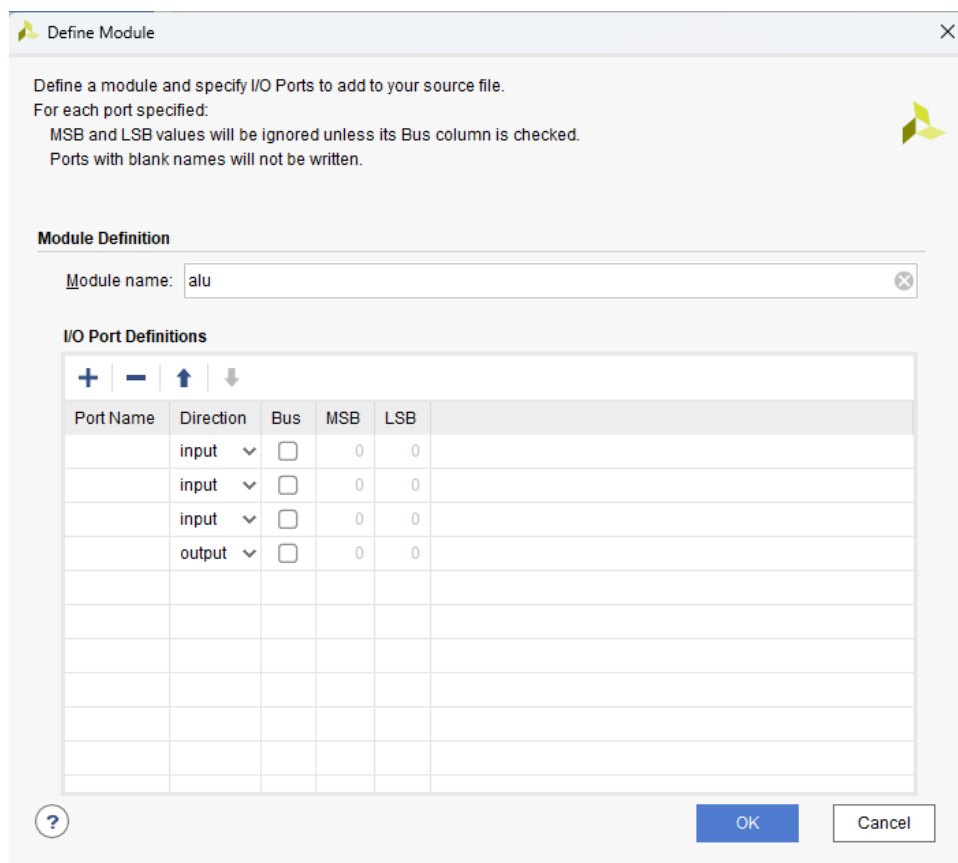 Define Module
Define a module and specify I/O Ports to add to your source file.
For each port specified:
MSB and LSB values will be ignored unless its Bus column is checked.
Ports with blank names will not be written.
Module Definition
Module name: alu
I/O Port Definitions
Port Name Direction Bus MSB LSB
input 0 0
input 0 0
input 0 0
output 0 0
? OK Cancel